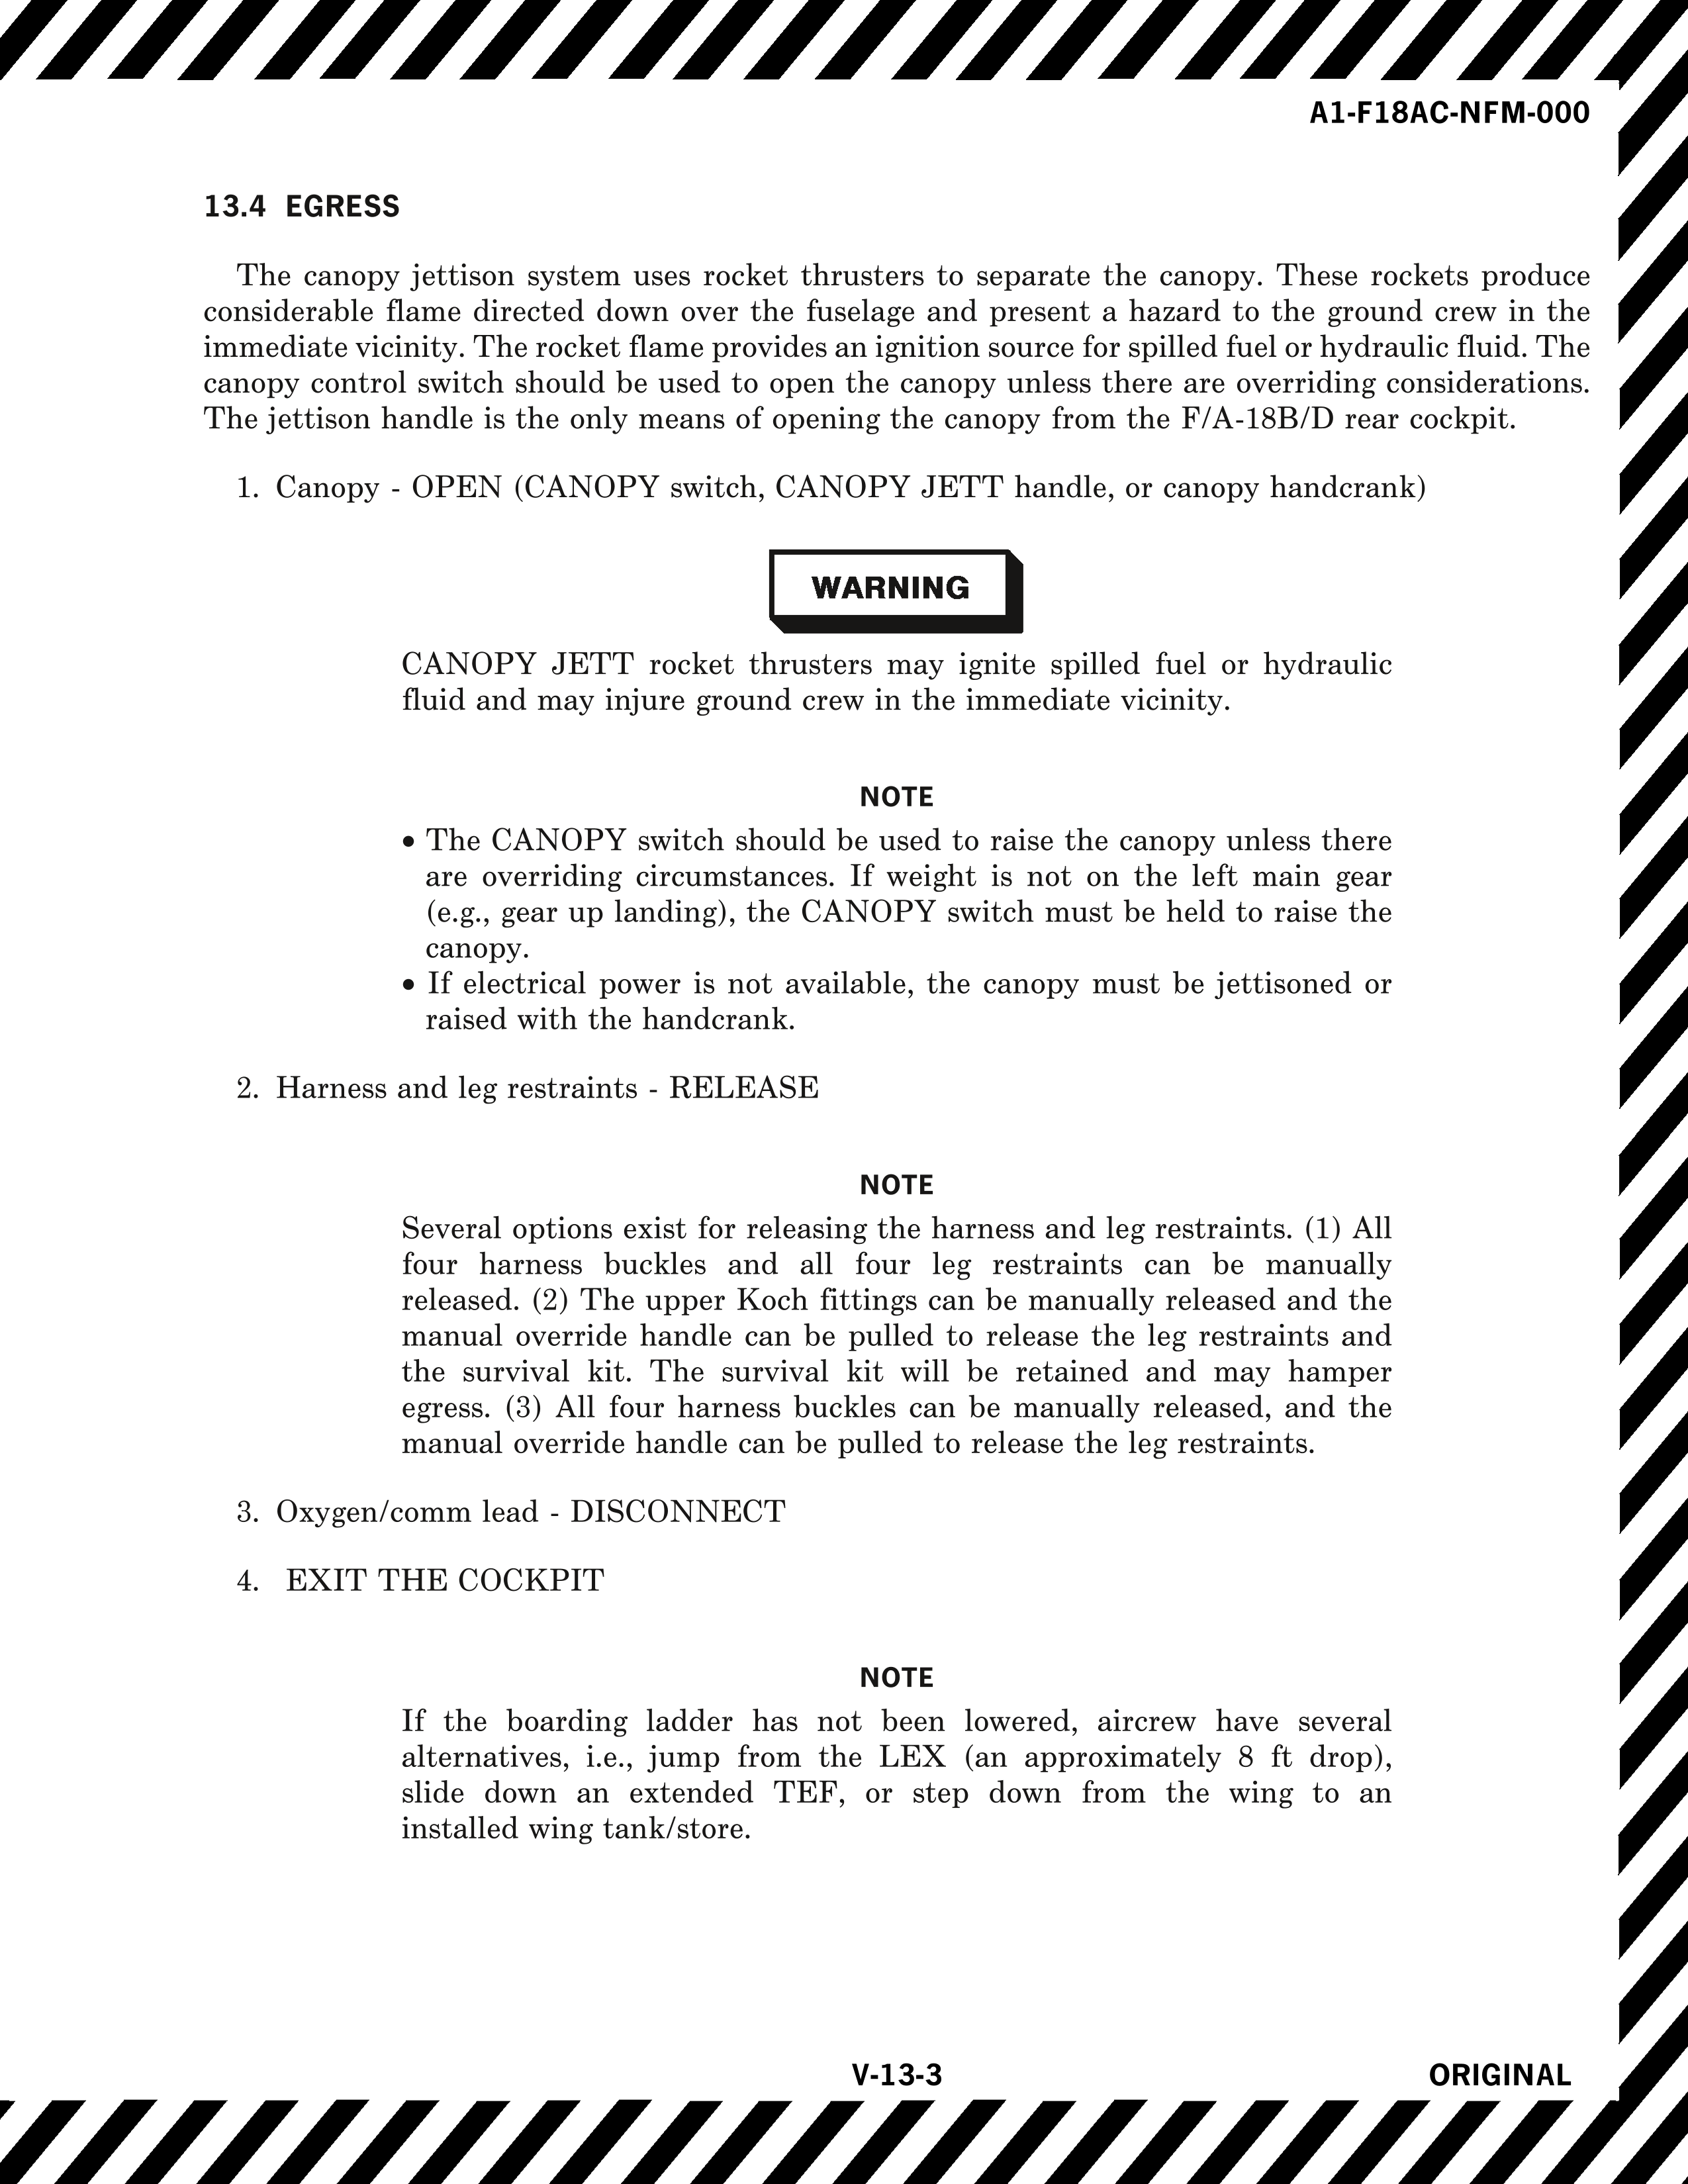 A1-F18AC-NFM-000
13.4 EGRESS
The canopy jettison system uses rocket thrusters to separate the canopy. These rockets produce
considerable flame directed down over the fuselage and present a hazard to the ground crew in the
immediate vicinity. The rocket flame provides an ignition source for spilled fuel or hydraulic fluid. The
canopy control switch should be used to open the canopy unless there are overriding considerations.
The jettison handle is the only means of opening the canopy from the F/A-18B/D rear cockpit.
1. Canopy - OPEN (CANOPY switch, CANOPY JETT handle, or canopy handcrank)
WARNING
CANOPY JETT rocket thrusters may ignite spilled fuel or hydraulic
fluid and may injure ground crew in the immediate vicinity.
NOTE
• The CANOPY switch should be used to raise the canopy unless there
are overriding circumstances. If weight is not on the left main gear
(e.g., gear up landing), the CANOPY switch must be held to raise the
canopy.
• If electrical power is not available, the canopy must be jettisoned or
raised with the handcrank.
2. Harness and leg restraints - RELEASE
NOTE
Several options exist for releasing the harness and leg restraints. (1) All
four harness buckles and all four leg restraints can be manually
released. (2) The upper Koch fittings can be manually released and the
manual override handle can be pulled to release the leg restraints and
the survival kit. The survival kit will be retained and may hamper
egress. (3) All four harness buckles can be manually released, and the
manual override handle can be pulled to release the leg restraints.
3. Oxygen/comm lead - DISCONNECT
4. EXIT THE COCKPIT
NOTE
If the boarding ladder has not been lowered, aircrew have several
alternatives, i.e., jump from the LEX (an approximately 8 ft drop),
slide down an extended TEF, or step down from the wing to an
installed wing tank/store.
V-13-3
ORIGINAL